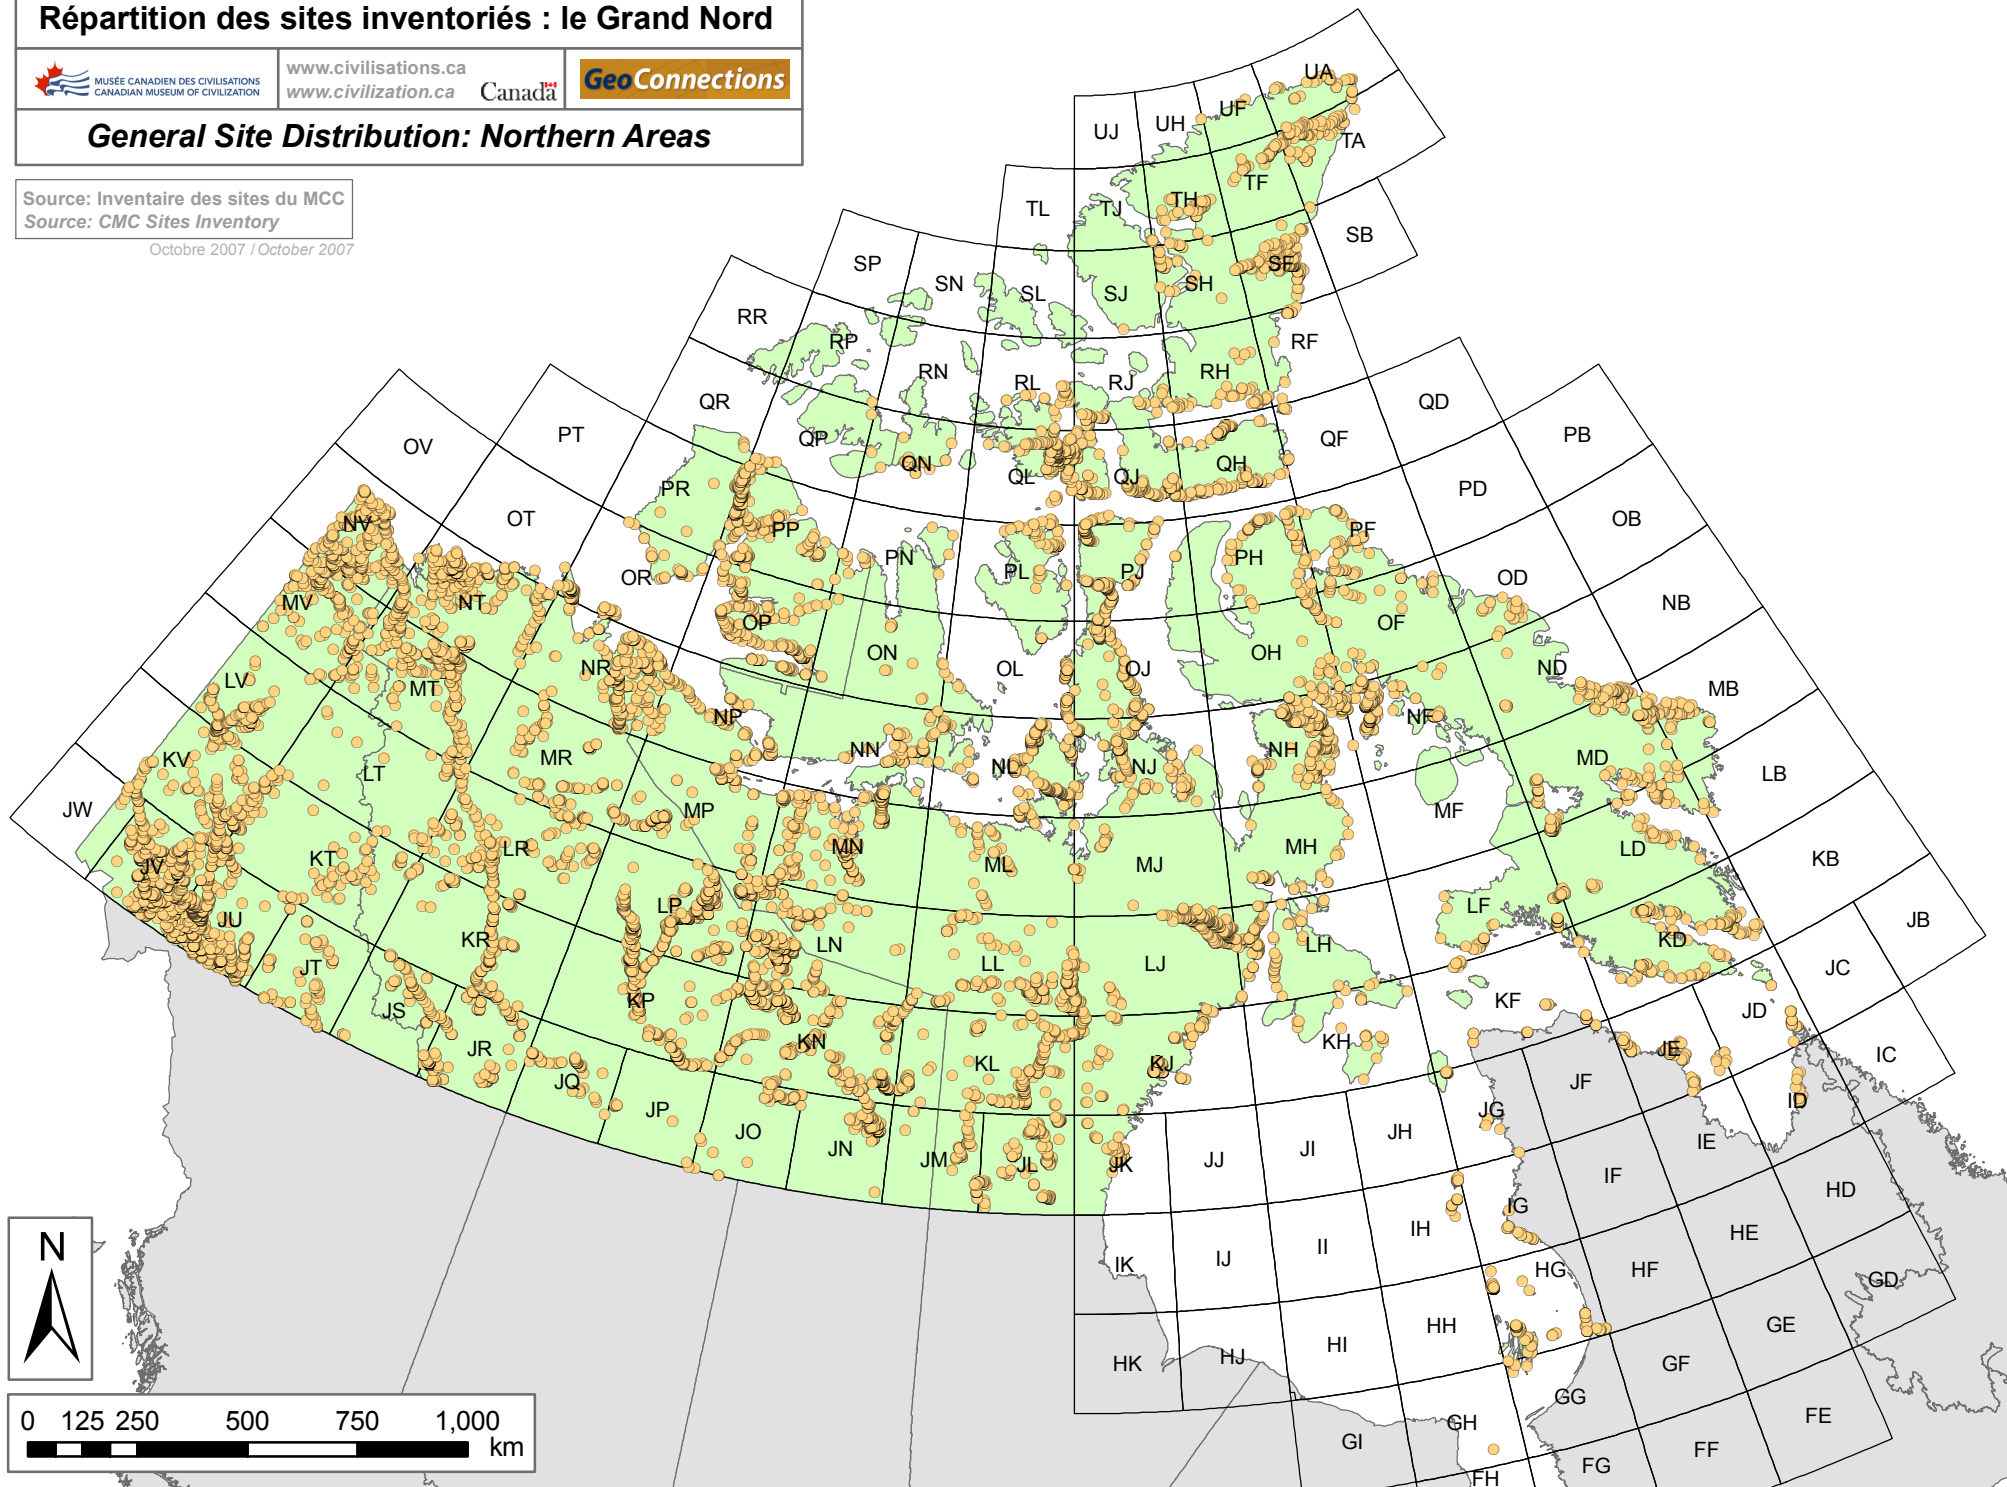 Répartition des sites inventoriés : le Grand Nord
MUSÉE CANADIEN DES CIVILISATIONS
CANADIAN MUSEUM OF CIVILIZATION
www.civilisations.ca
www.civilization.ca
Canada
GeoConnections
General Site Distribution: Northern Areas
Source: Inventaire des sites du MCC
Source: CMC Sites Inventory
Octobre 2007 / October 2007
UA
UF
UH
UJ
TA
TF
TH
TJ
TL
SB
SF
SH
SJ
SL
SN
SP
RF
RH
RJ
RL
RN
RP
RR
QD
QF
QH
QJ
QL
QN
QP
QR
PB
PD
PF
PH
PJ
PL
PN
PP
PR
PT
OB
OD
OF
OH
OJ
OL
ON
OP
OR
OT
OV
NB
ND
NF
NH
NJ
NL
NN
NP
NR
NT
NV
MB
MD
MF
MH
MJ
ML
MN
MP
MR
MT
MV
LB
LD
LF
LH
LJ
LL
LN
LP
LR
LT
LV
KB
KD
KF
KH
KJ
KL
KN
KP
KR
KT
KV
JB
JC
JD
JE
JF
JG
JH
JI
JJ
JK
JL
JM
JN
JO
JP
JQ
JR
JS
JT
JU
JV
JW
IC
ID
IE
IF
IG
IH
II
IJ
IK
HD
HE
HF
HG
HH
HI
HJ
HK
GD
GE
GF
GG
GH
GI
FE
FF
FG
FH
N
0 125 250 500 750 1,000
km